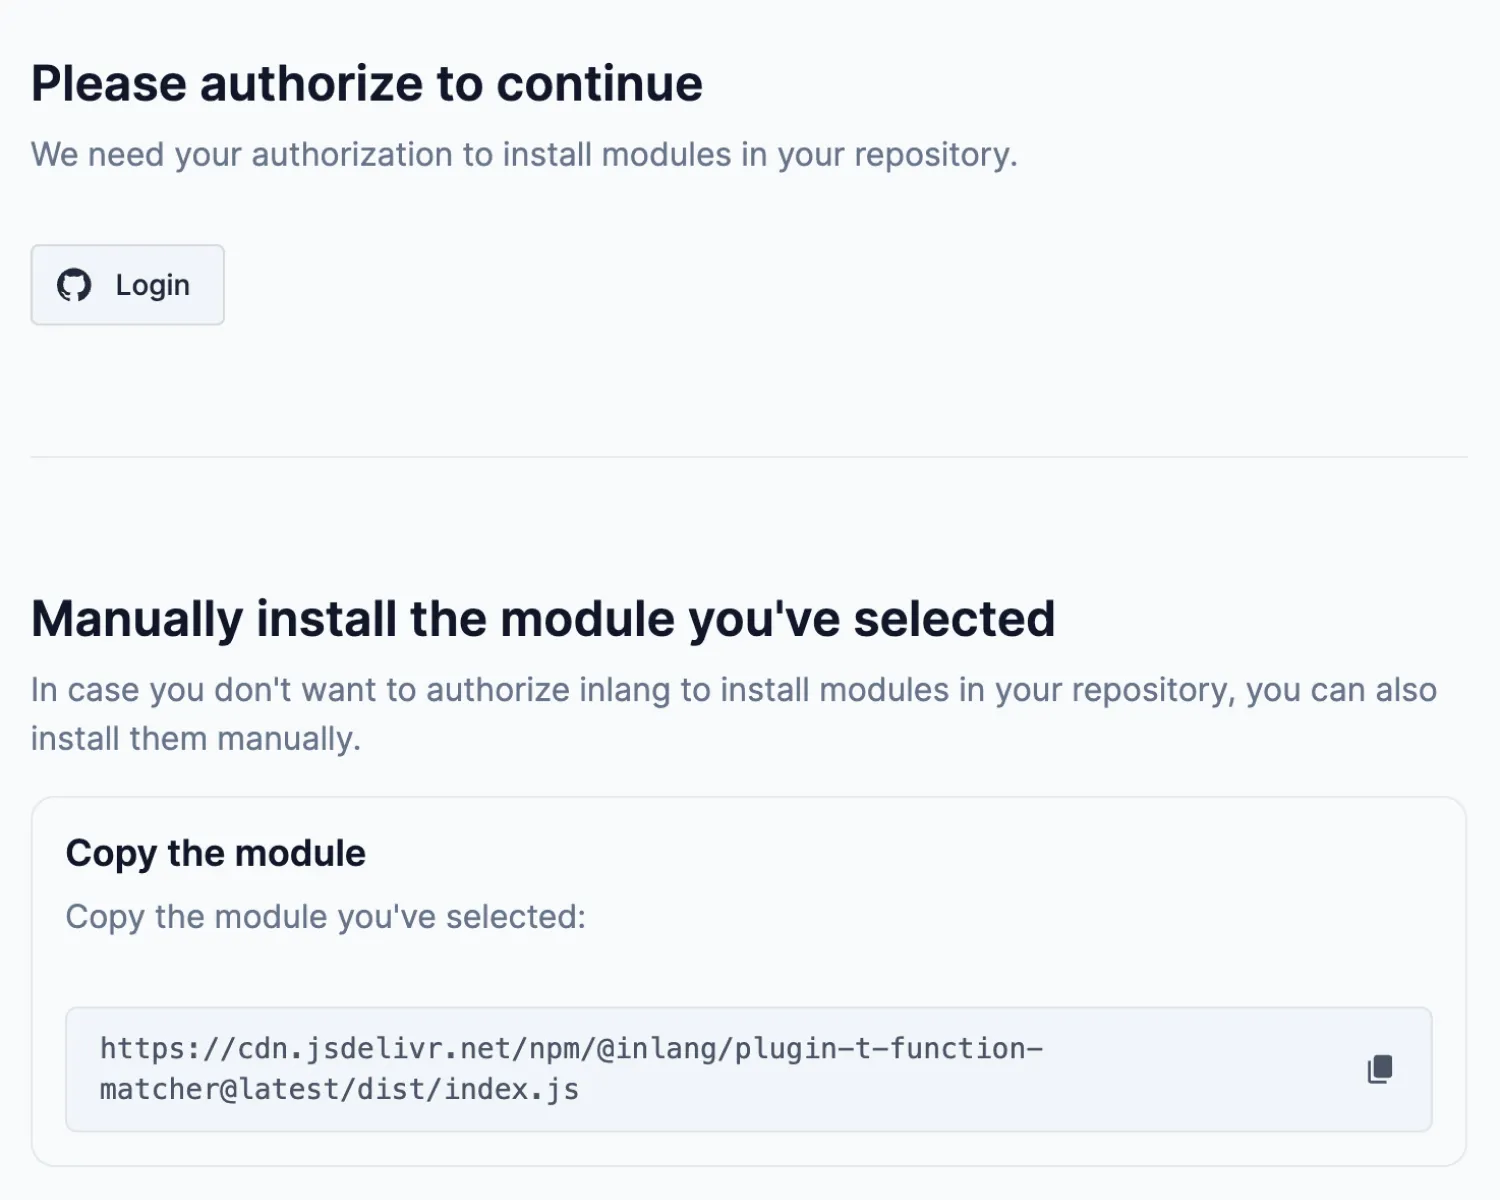 Please authorize to continue
We need your authorization to install modules in your repository.
Login
Manually install the module you've selected
In case you don't want to authorize inlang to install modules in your repository, you can also
install them manually.
Copy the module
Copy the module you've selected:
https://cdn.jsdelivr.net/npm/@inlang/plugin-t-function-
matcher@latest/dist/index.js